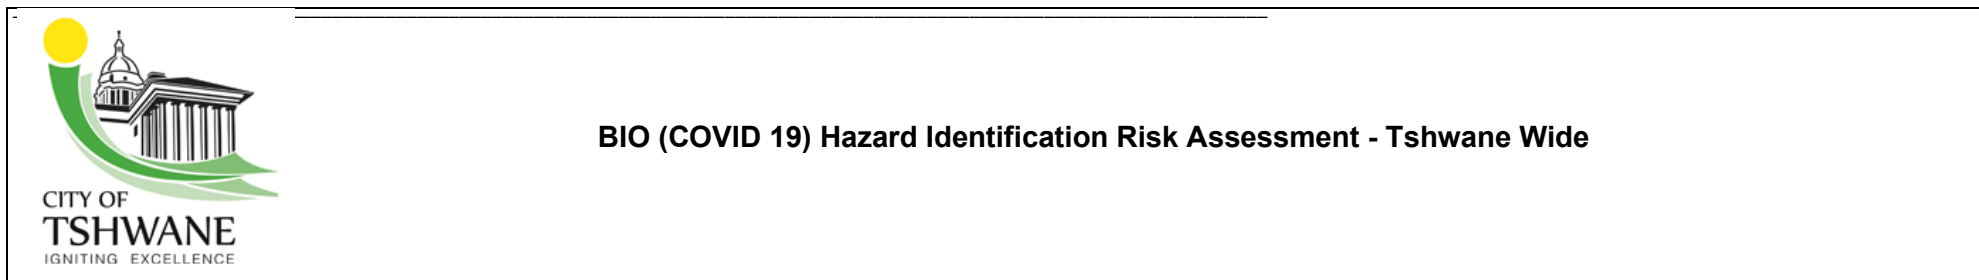 BIO (COVID 19) Hazard Identification Risk Assessment - Tshwane Wide
CITY OF
TSHWANE
IGNITING EXCELLENCE